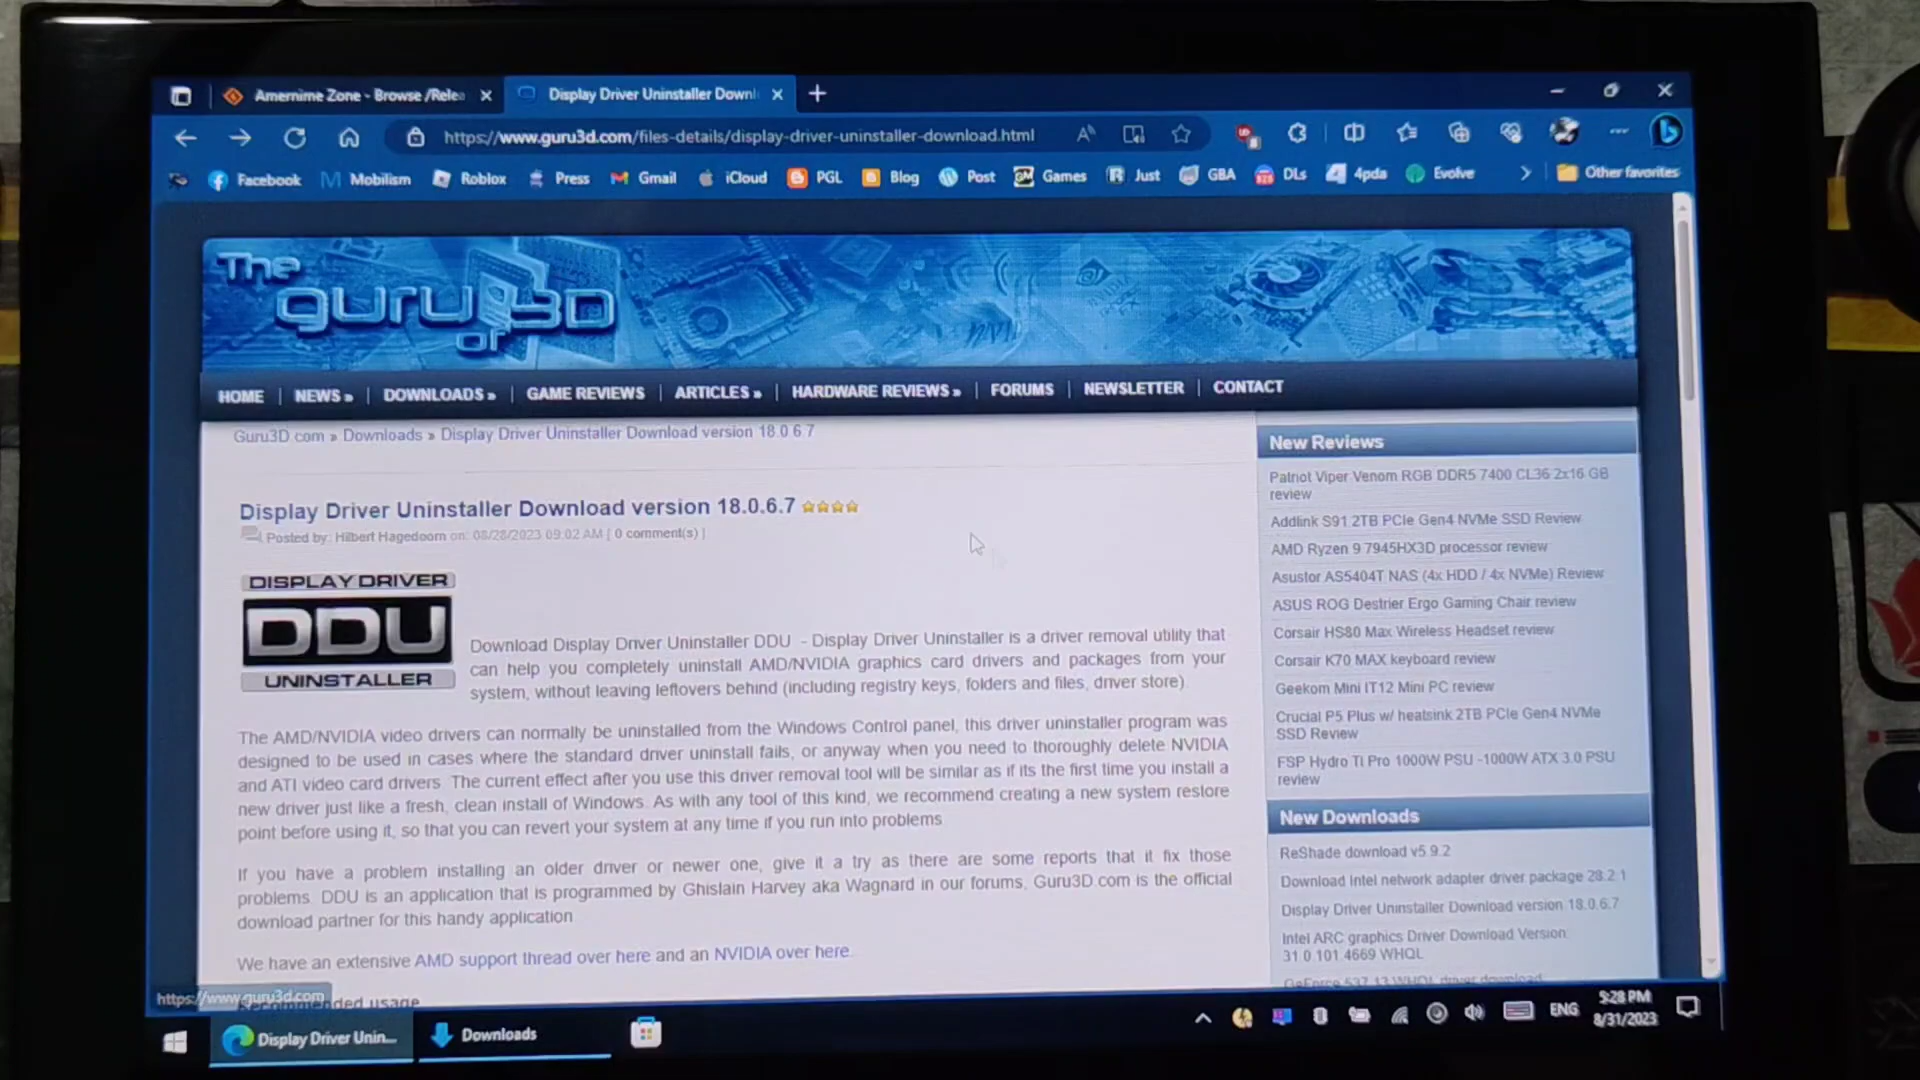 Amernime Zone - Browse /Relea
Display Driver Uninstaller Downl
https://www.guru3d.com/files-details/display-driver-uninstaller-download.html
Facebook Mobilism Roblox Press Gmail iCloud PGL Blog Post Games Just GBA DLs 4pda Evolve Other favorites
The
guru 3D
of
HOME NEWS » DOWNLOADS » GAME REVIEWS ARTICLES » HARDWARE REVIEWS » FORUMS NEWSLETTER CONTACT
Guru3D com » Downloads » Display Driver Uninstaller Download version 18.0.6.7
Display Driver Uninstaller Download version 18.0.6.7
Posted by: Hilbert Hagedoorn on: 08/28/2023 09:02 AM [ 0 comment(s) ]
DISPLAY DRIVER
DDU
UNINSTALLER
Download Display Driver Uninstaller DDU - Display Driver Uninstaller is a driver removal utility that
can help you completely uninstall AMD/NVIDIA graphics card drivers and packages from your
system, without leaving leftovers behind (including registry keys, folders and files, driver store).
The AMD/NVIDIA video drivers can normally be uninstalled from the Windows Control panel, this driver uninstaller program was
designed to be used in cases where the standard driver uninstall fails, or anyway when you need to thoroughly delete NVIDIA
and ATI video card drivers. The current effect after you use this driver removal tool will be similar as if its the first time you install a
new driver just like a fresh, clean install of Windows. As with any tool of this kind, we recommend creating a new system restore
point before using it, so that you can revert your system at any time if you run into problems
If you have a problem installing an older driver or newer one, give it a try as there are some reports that it fix those
problems. DDU is an application that is programmed by Ghislain Harvey aka Wagnard in our forums, Guru3D.com is the official
download partner for this handy application
We have an extensive AMD support thread over here and an NVIDIA over here.
Recommended usage
https://www.guru3d.com
New Reviews
Patriot Viper Venom RGB DDR5 7400 CL36 2x16 GB
review
Addlink S91 2TB PCIe Gen4 NVMe SSD Review
AMD Ryzen 9 7945HX3D processor review
Asustor AS5404T NAS (4x HDD / 4x NVMe) Review
ASUS ROG Destrier Ergo Gaming Chair review
Corsair HS80 Max Wireless Headset review
Corsair K70 MAX keyboard review
Geekom Mini IT12 Mini PC review
Crucial P5 Plus w/ heatsink 2TB PCIe Gen4 NVMe
SSD Review
FSP Hydro Ti Pro 1000W PSU -1000W ATX 3.0 PSU
review
New Downloads
ReShade download v5.9.2
Download Intel network adapter driver package 28.2.1
Display Driver Uninstaller Download version 18.0.6.7
Intel ARC graphics Driver Download Version:
31.0.101.4669 WHQL
GeForce 537.13 WHQL driver download
Display Driver Unin...
Downloads
ENG
5:28 PM
8/31/2023